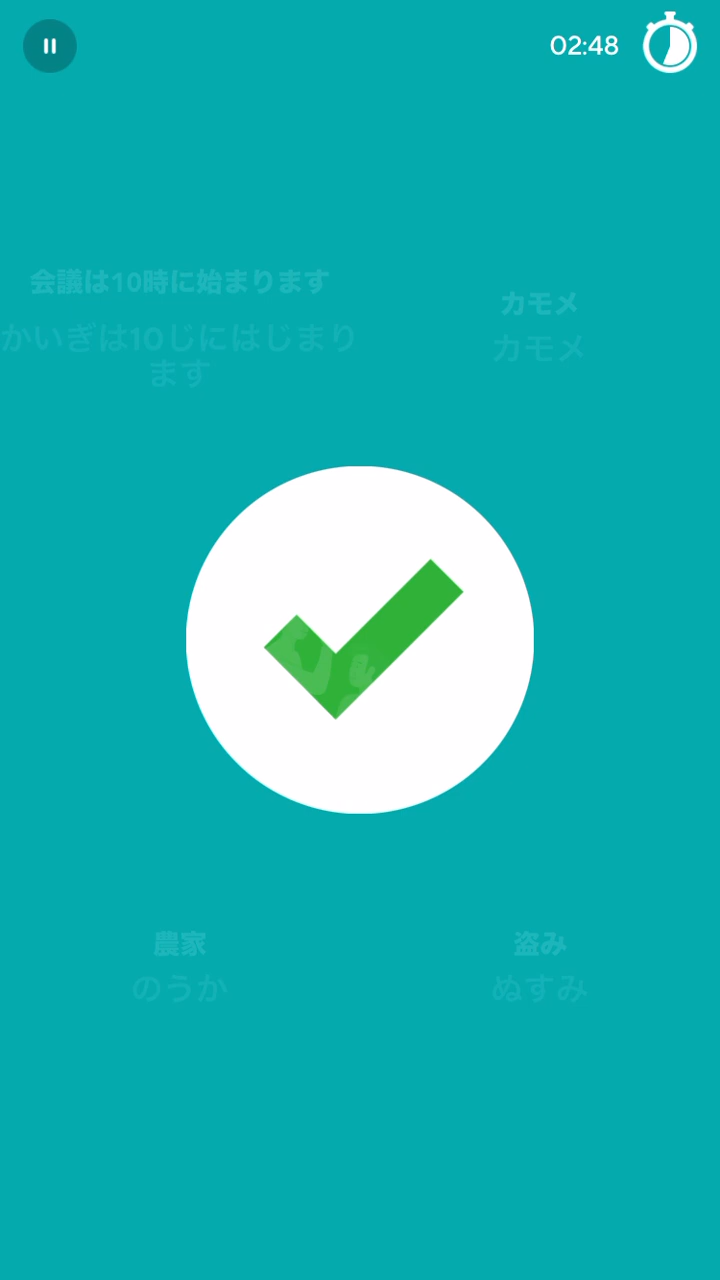 02:48
会議は10時に始まります
かいぎは10じにはじまり
ます
カモメ
カモメ
農家
のうか
盗み
ぬすみ